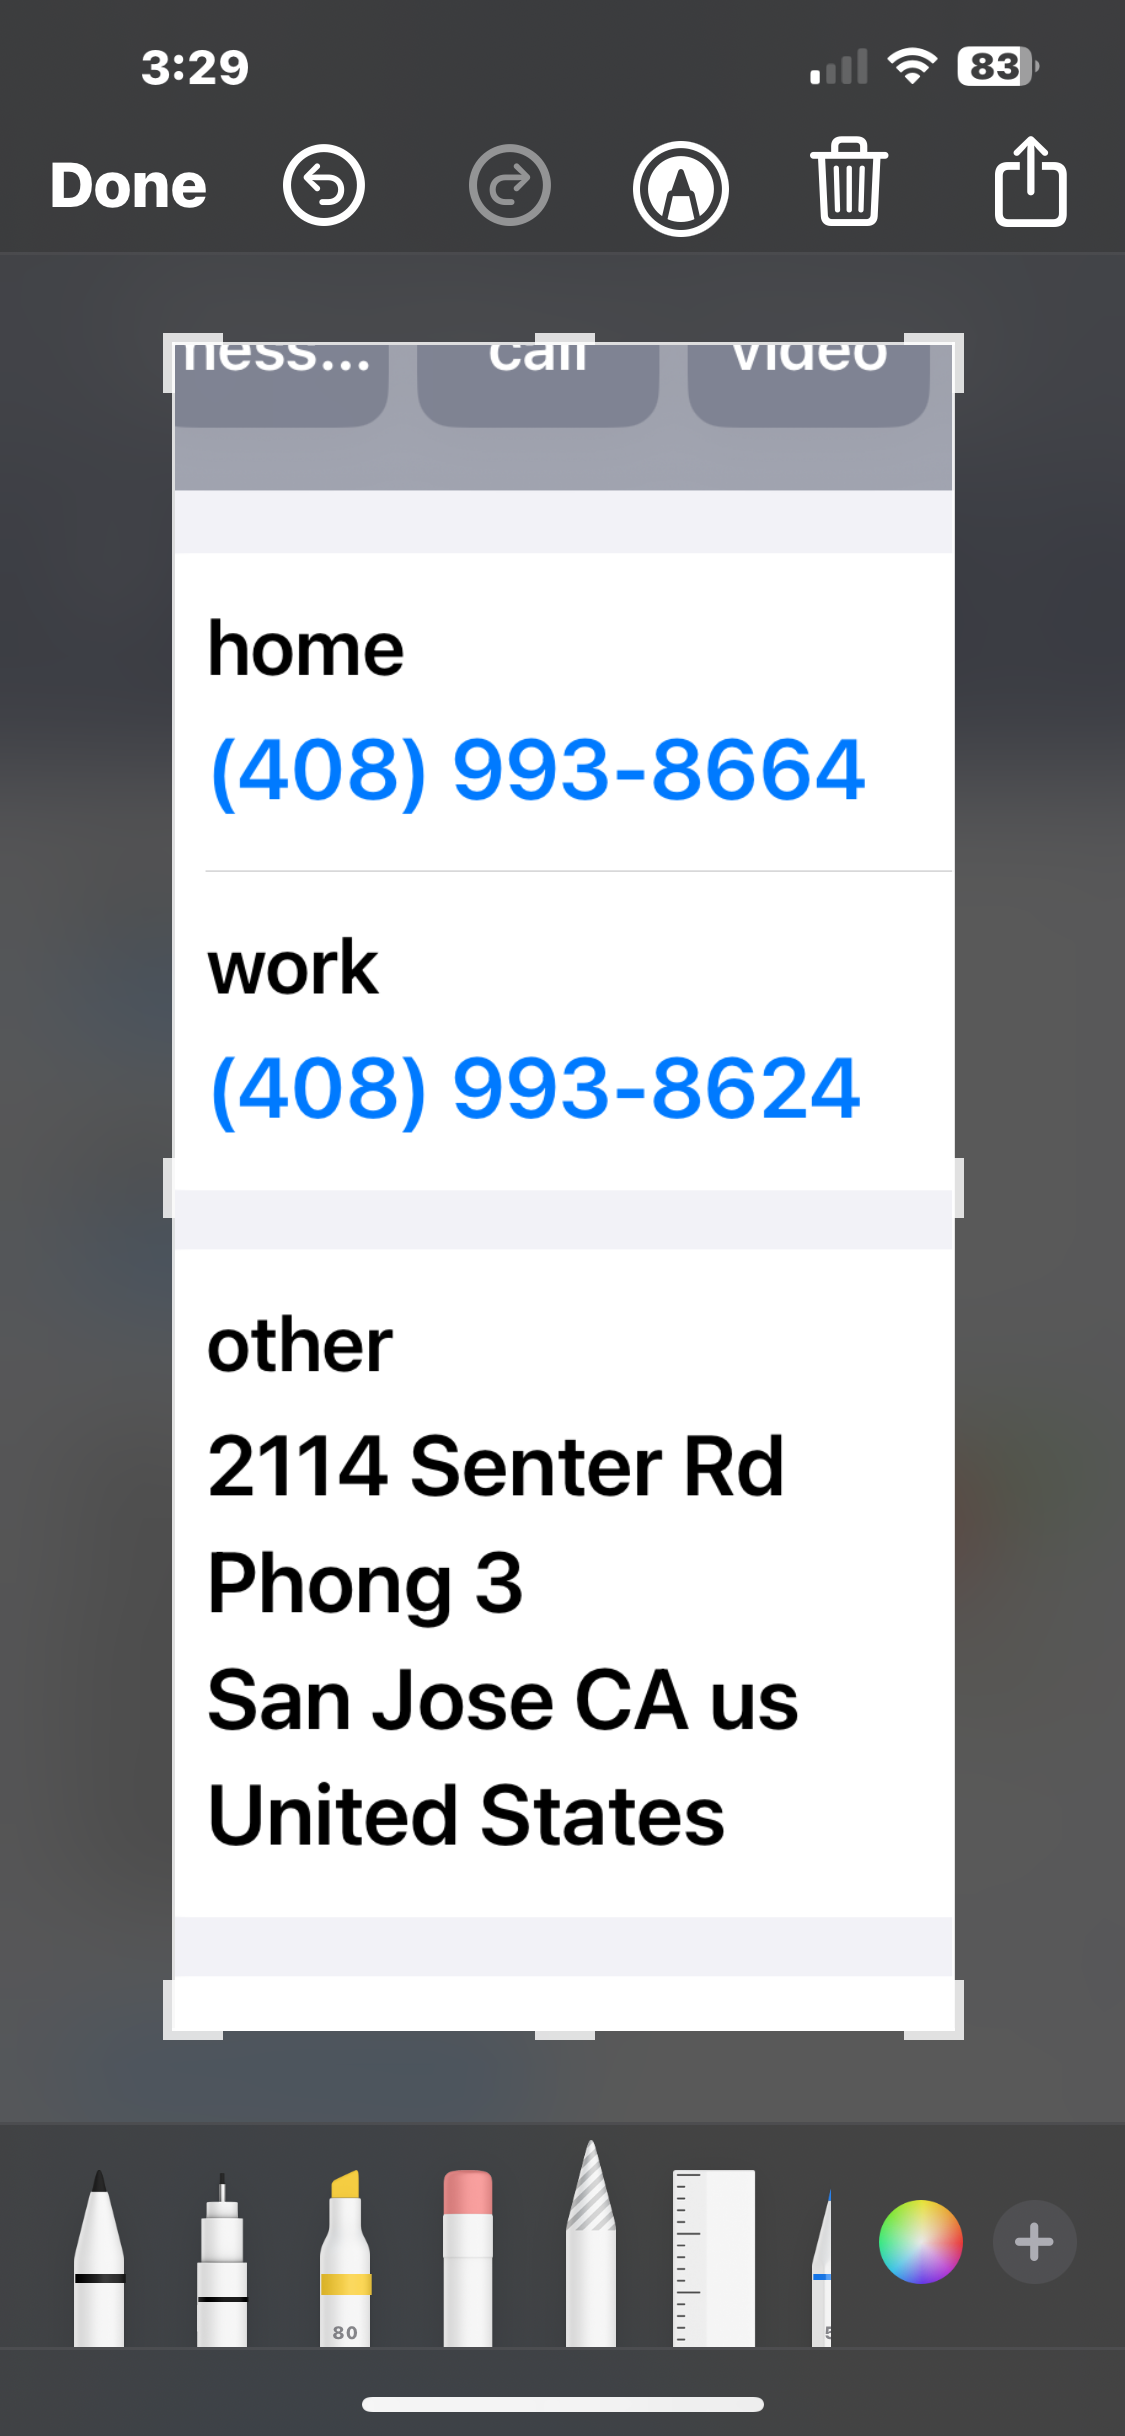 3:29
83
Done
mess...
call
video
home
(408) 993-8664
work
(408) 993-8624
other
2114 Senter Rd
Phong 3
San Jose CA us
United States
80